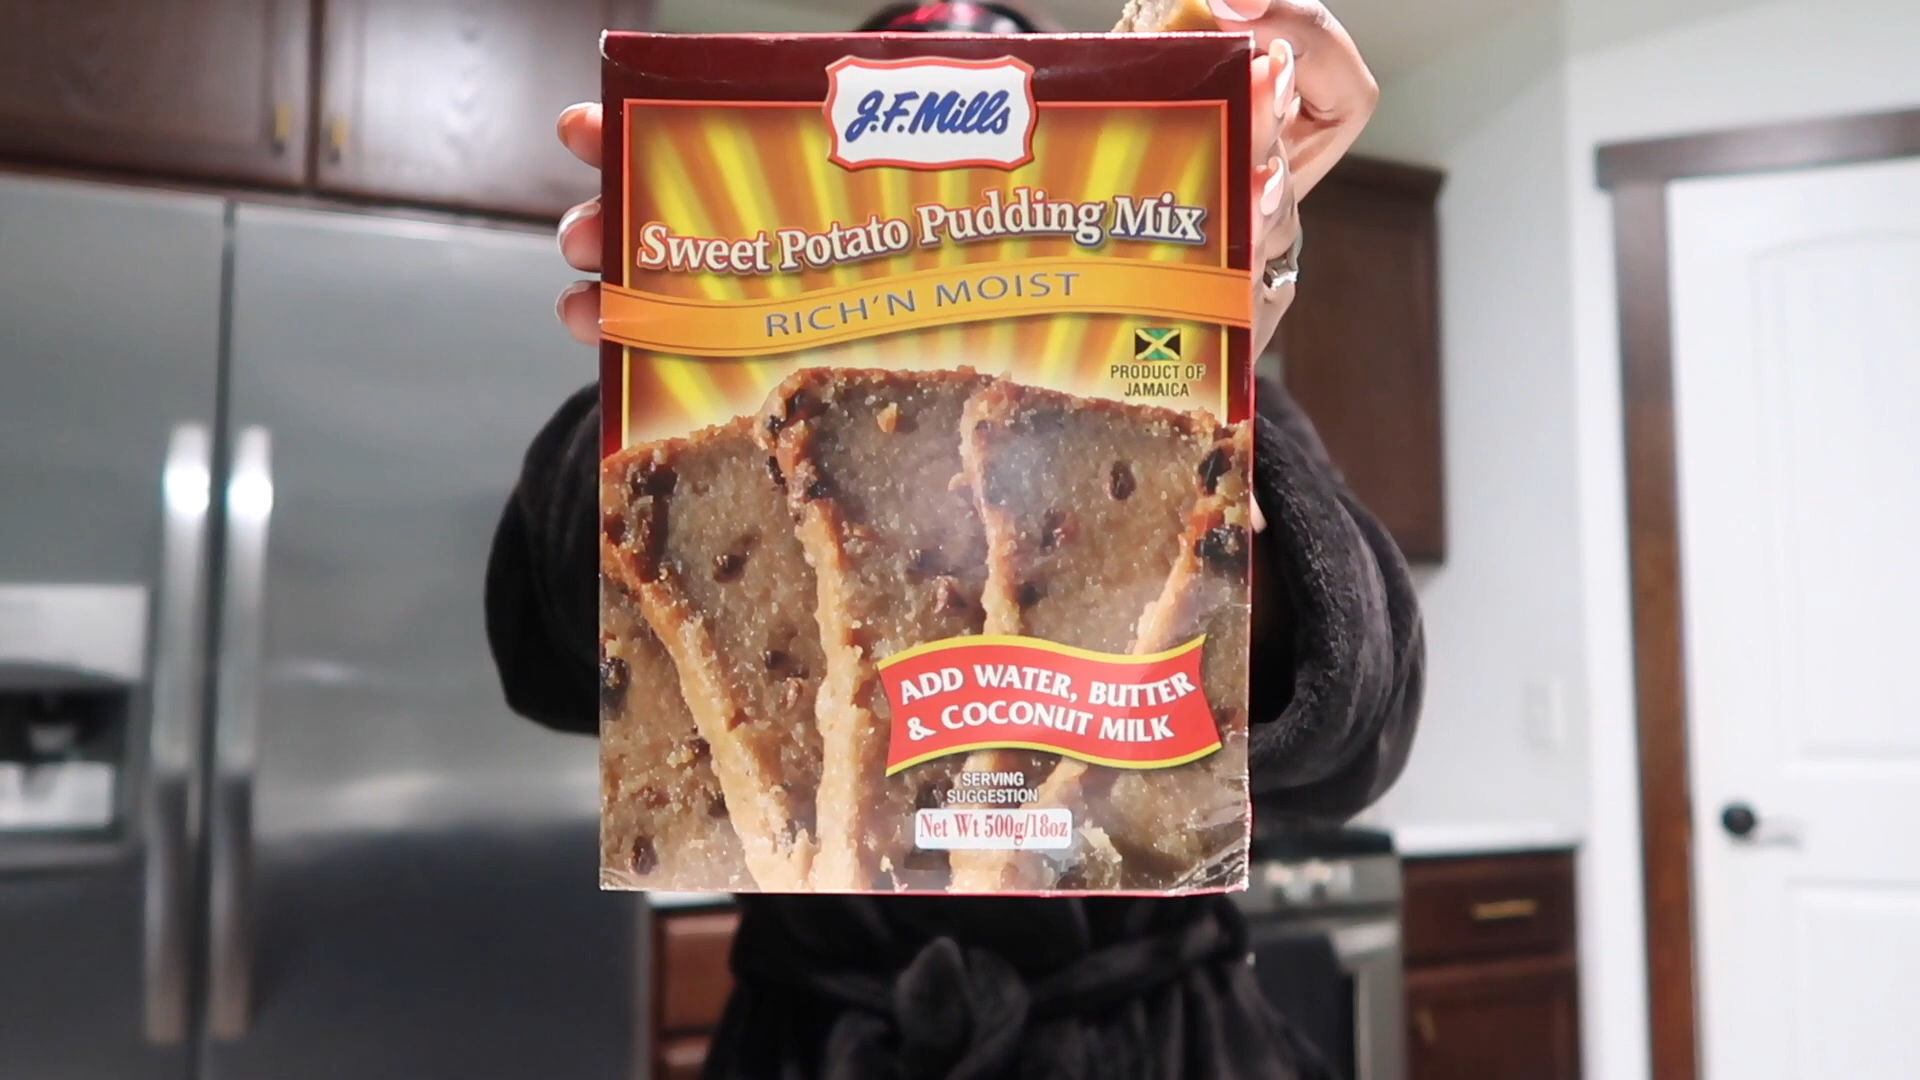 J.F. Mills
Sweet Potato Pudding Mix
RICH'N MOIST
PRODUCT OF
JAMAICA
ADD WATER, BUTTER
& COCONUT MILK
SERVING
SUGGESTION
Net Wt 500g/18oz